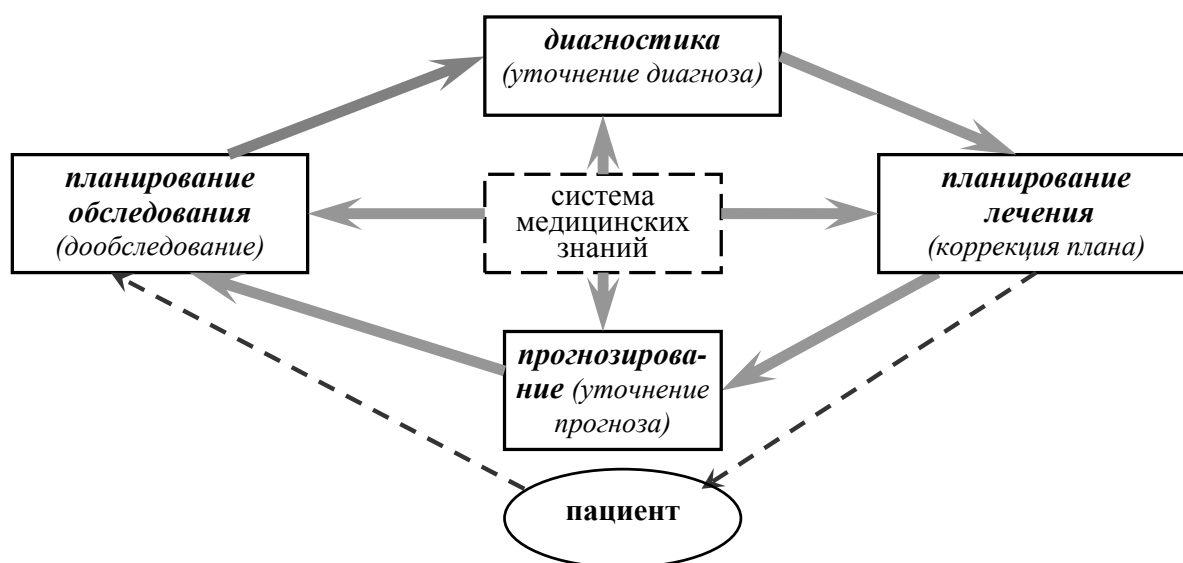 диагностика
(уточнение диагноза)
планирование
обследования
(дообследование)
система
медицинских
знаний
планирование
лечения
(коррекция плана)
прогнозирова-
ние (уточнение
прогноза)
пациент